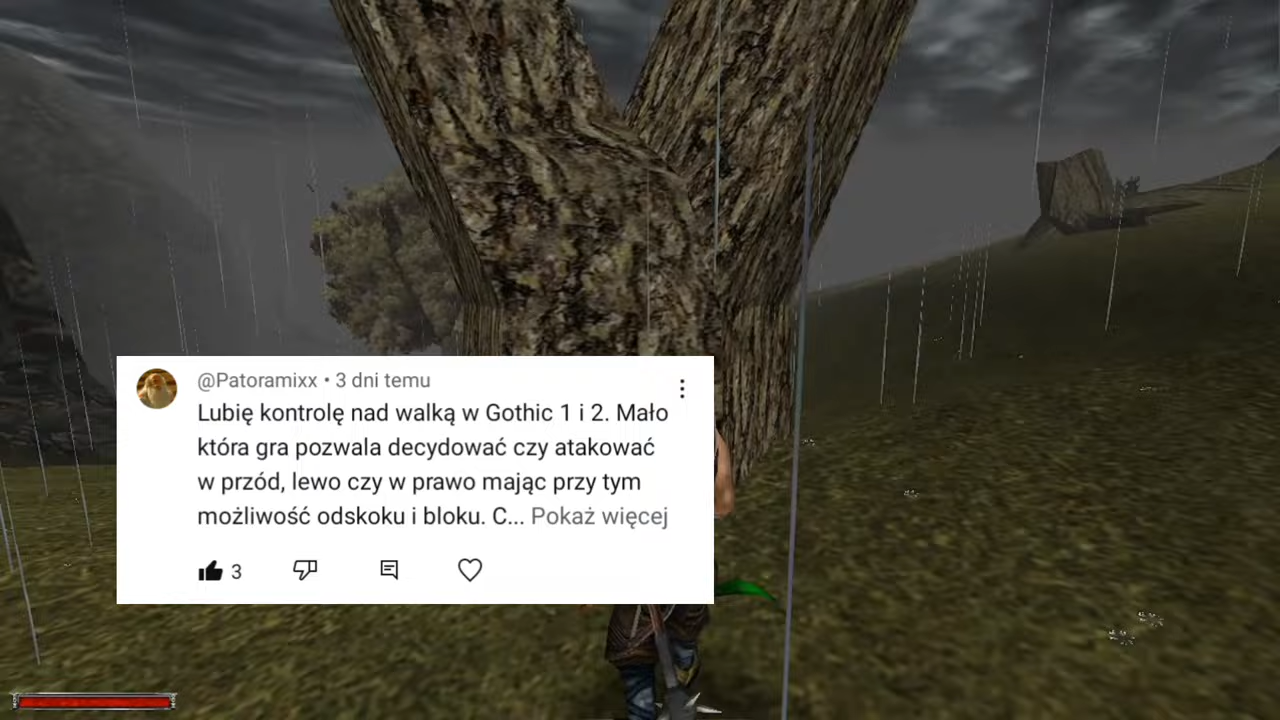 @Patoramixx • 3 dni temu
Lubię kontrolę nad walką w Gothic 1 i 2. Mało
która gra pozwala decydować czy atakować
w przód, lewo czy w prawo mając przy tym
możliwość odskoku i bloku. C... Pokaż więcej
3